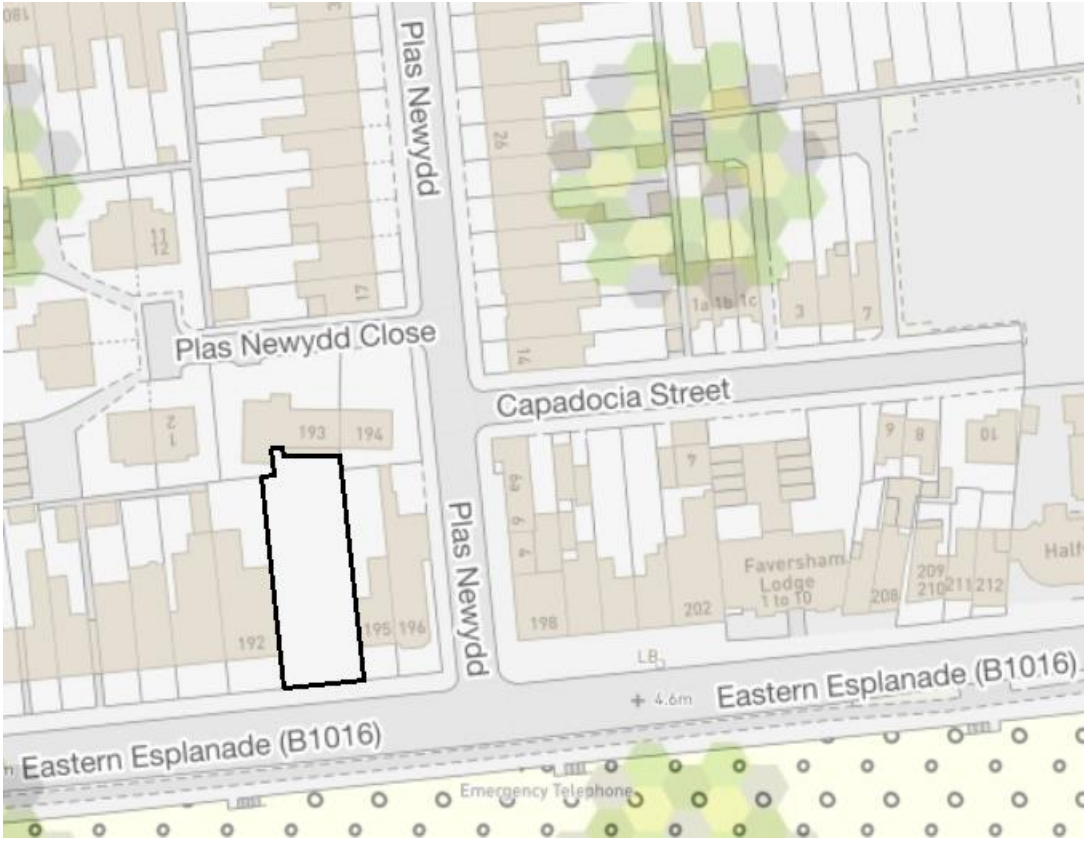 Plas Newydd
26
11
12
17
Plas Newydd Close
14
1a 1b 1c
3
7
Capadocia Street
2
1
193
194
7
9
8
10
6a
6
4
Plas Newydd
Faversham
Lodge
1 to 10
192
195 196
198
202
208
209
210
211 212
LB
4.6m
Eastern Esplanade (B1016)
Eastern Esplanade (B1016)
Emergency Telephone